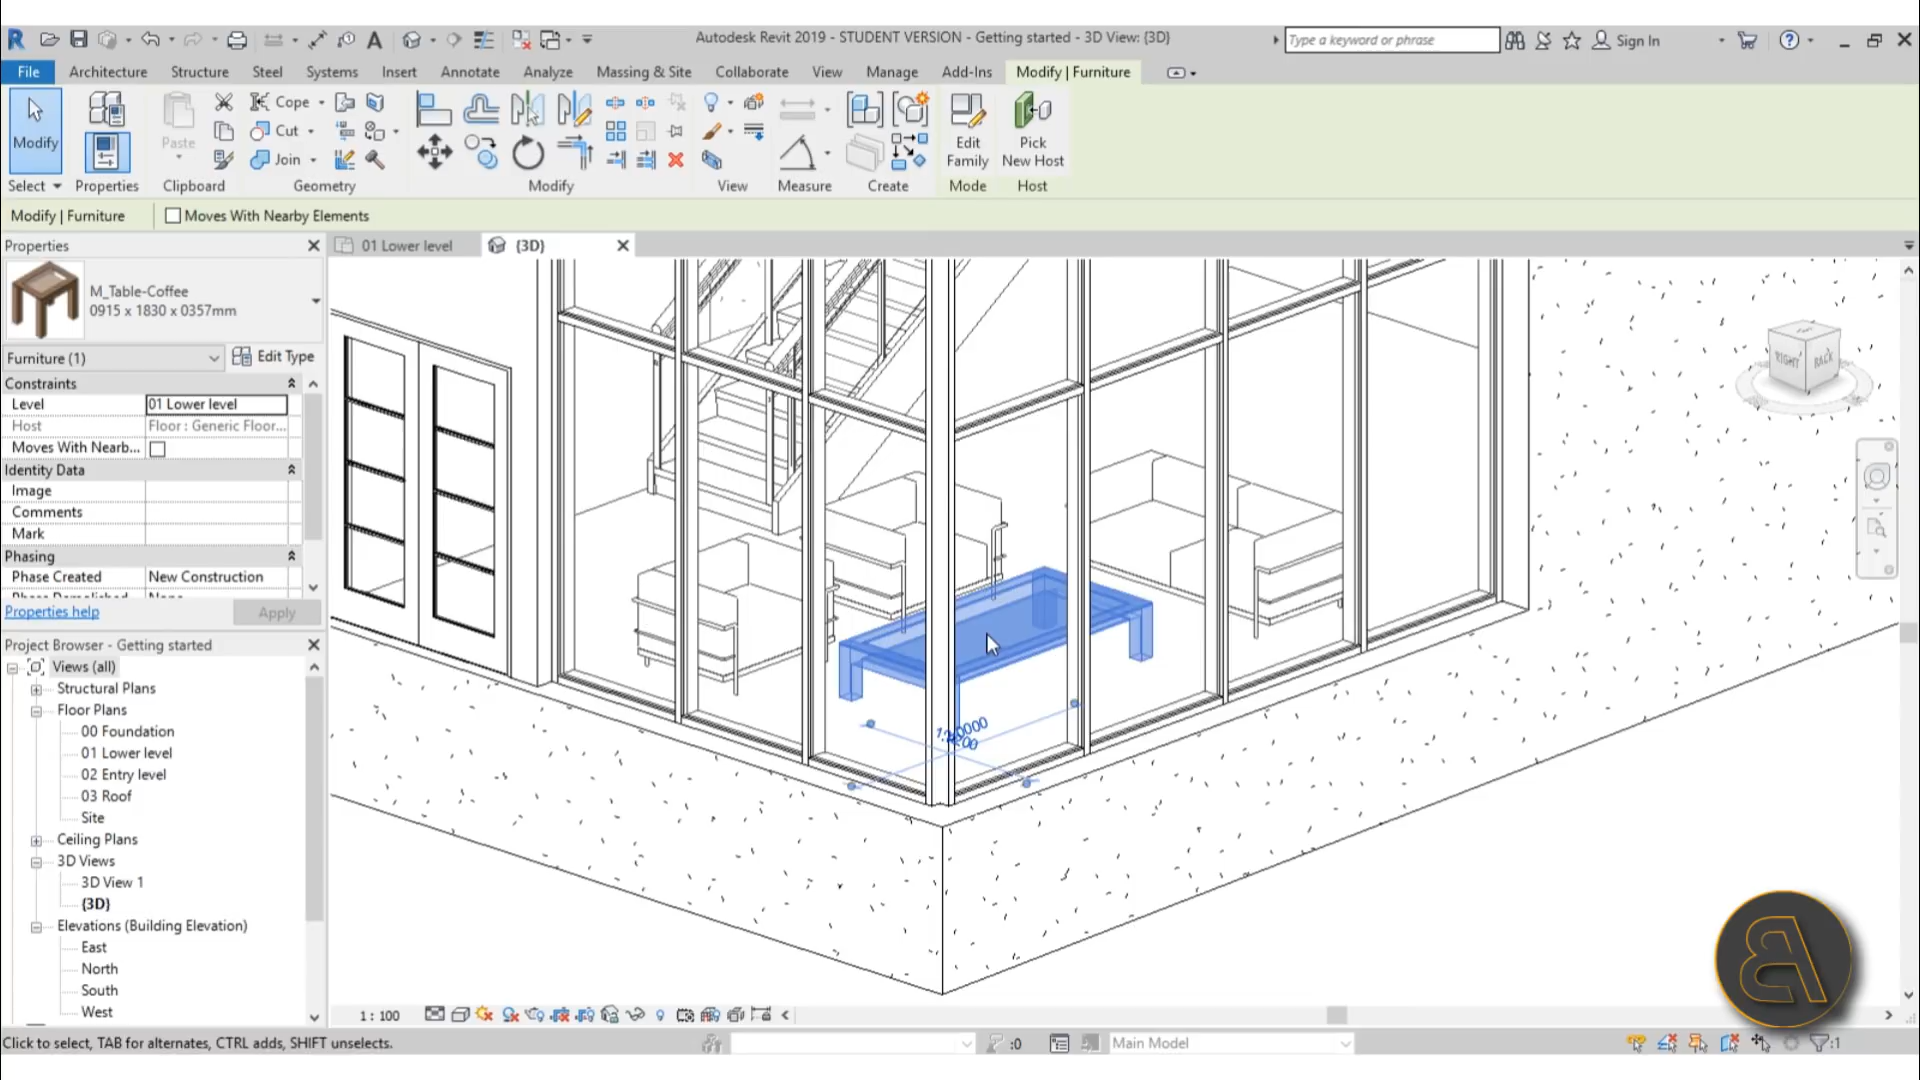 Autodesk Revit 2019 - STUDENT VERSION - Getting started - 3D View: {3D}
Type a keyword or phrase
Sign In
File Architecture Structure Steel Systems Insert Annotate Analyze Massing & Site Collaborate View Manage Add-Ins Modify | Furniture
Modify
Paste
Cope
Cut
Join
Edit Family
Pick New Host
Select Properties Clipboard Geometry Modify View Measure Create Mode Host
Modify | Furniture
Moves With Nearby Elements
Properties
01 Lower level
{3D}
M_Table-Coffee
0915 x 1830 x 0357mm
Furniture (1)
Edit Type
Constraints
Level 01 Lower level
Host Floor : Generic Floor...
Moves With Nearb...
Identity Data
Image
Comments
Mark
Phasing
Phase Created New Construction
Properties help
Apply
Project Browser - Getting started
Views (all)
Structural Plans
Floor Plans
00 Foundation
01 Lower level
02 Entry level
03 Roof
Site
Ceiling Plans
3D Views
3D View 1
{3D}
Elevations (Building Elevation)
East
North
South
West
RIGHT
BACK
1 : 100
Click to select, TAB for alternates, CTRL adds, SHIFT unselects.
:0
Main Model
:1